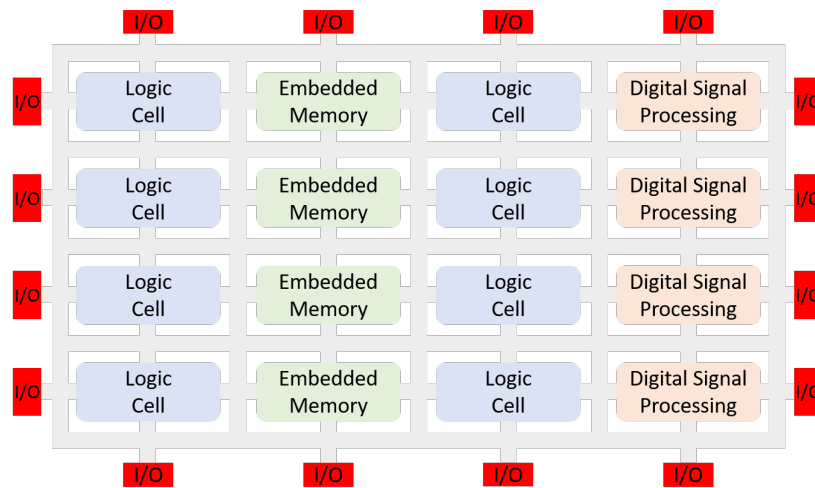 I/O I/O I/O I/O
I/O Logic Embedded Logic Digital Signal I/O
Cell Memory Cell Processing
I/O Logic Embedded Logic Digital Signal I/O
Cell Memory Cell Processing
I/O Logic Embedded Logic Digital Signal I/O
Cell Memory Cell Processing
I/O Logic Embedded Logic Digital Signal I/O
Cell Memory Cell Processing
I/O I/O I/O I/O